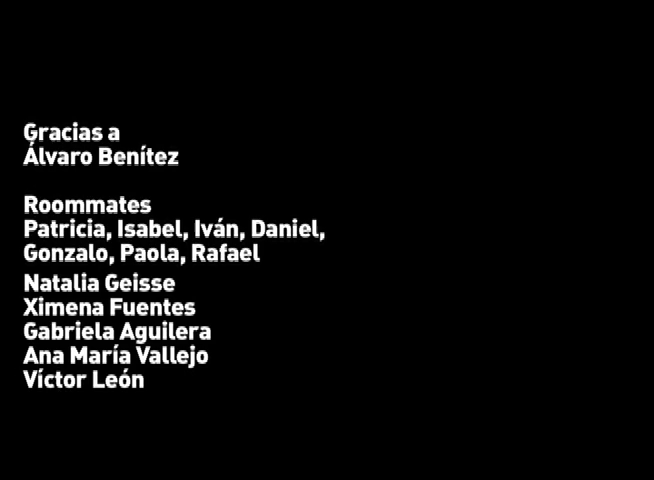 Gracias a
Álvaro Benítez
Roommates
Patricia, Isabel, Iván, Daniel,
Gonzalo, Paola, Rafael
Natalia Geisse
Ximena Fuentes
Gabriela Aguilera
Ana María Vallejo
Víctor León